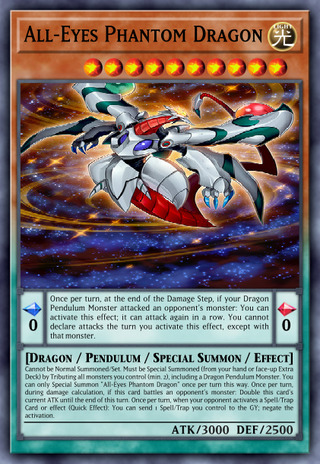 All-Eyes Phantom Dragon
LIGHT
光
Once per turn, at the end of the Damage Step, if your Dragon
Pendulum Monster attacked an opponent's monster: You can
activate this effect; it can attack again in a row. You cannot
declare attacks the turn you activate this effect, except with
that monster.
0
0
[Dragon / Pendulum / Special Summon / Effect]
Cannot be Normal Summoned/Set. Must be Special Summoned (from your hand or face-up Extra
Deck) by Tributing all monsters you control (min. 2), including a Dragon Pendulum Monster. You
can only Special Summon "All-Eyes Phantom Dragon" once per turn this way. Once per turn,
during damage calculation, if this card battles an opponent's monster: Double this card's
current ATK until the end of this turn. Once per turn, when your opponent activates a Spell/Trap
Card or effect (Quick Effect): You can send 1 Spell/Trap you control to the GY; negate the
activation.
ATK/3000 DEF/2500